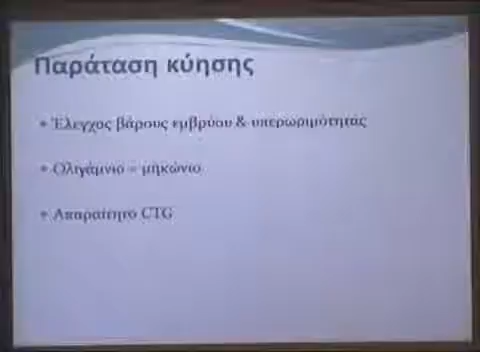 Παράταση κύησης
• Έλεγχος βάρους εμβρύου & υπερωριμότητας
• Ολιγάμνιο – μηκώνιο
• Απαραίτητο CTG